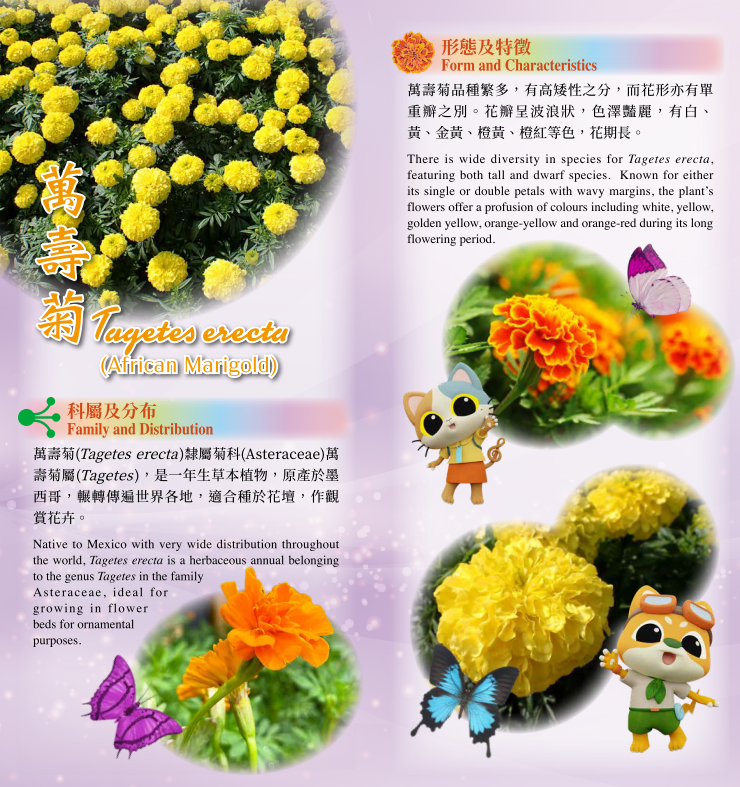 萬壽菊
Tagetes erecta
(African Marigold)
科屬及分布
Family and Distribution
萬壽菊(Tagetes erecta)隸屬菊科(Asteraceae)萬
壽菊屬(Tagetes)，是一年生草本植物，原產於墨
西哥，輾轉傳遍世界各地，適合種於花壇，作觀
賞花卉。
Native to Mexico with very wide distribution throughout
the world, Tagetes erecta is a herbaceous annual belonging
to the genus Tagetes in the family
Asteraceae, ideal for
growing in flower
beds for ornamental
purposes.
形態及特徵
Form and Characteristics
萬壽菊品種繁多，有高矮性之分，而花形亦有單
重瓣之別。花瓣呈波浪狀，色澤豔麗，有白、
黃、金黃、橙黃、橙紅等色，花期長。
There is wide diversity in species for Tagetes erecta,
featuring both tall and dwarf species. Known for either
its single or double petals with wavy margins, the plant's
flowers offer a profusion of colours including white, yellow,
golden yellow, orange-yellow and orange-red during its long
flowering period.